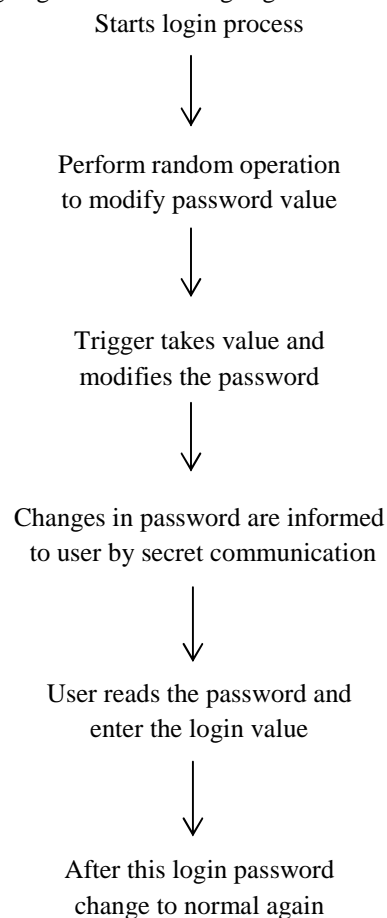 Starts login process
Perform random operation
to modify password value
Trigger takes value and
modifies the password
Changes in password are informed
to user by secret communication
User reads the password and
enter the login value
After this login password
change to normal again